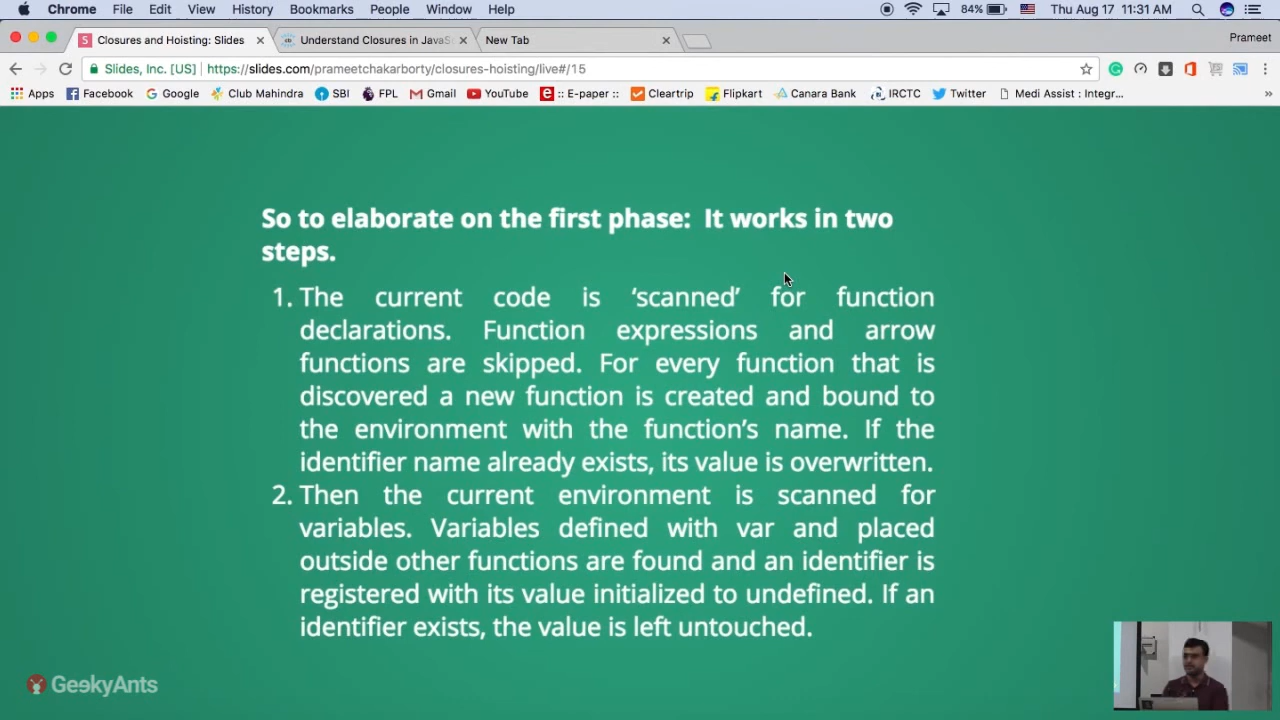 Chrome File Edit View History Bookmarks People Window Help 84% Thu Aug 17 11:31 AM
Closures and Hoisting: Slides Understand Closures in JavaSc New Tab Prameet
Slides, Inc. [US] https://slides.com/prameetchakarborty/closures-hoisting/live#/15
Apps Facebook Google Club Mahindra SBI FPL Gmail YouTube :: E-paper :: Cleartrip Flipkart Canara Bank IRCTC Twitter Medi Assist : Integr... »
So to elaborate on the first phase: It works in two
steps.
1. The current code is ‘scanned’ for function
declarations. Function expressions and arrow
functions are skipped. For every function that is
discovered a new function is created and bound to
the environment with the function’s name. If the
identifier name already exists, its value is overwritten.
2. Then the current environment is scanned for
variables. Variables defined with var and placed
outside other functions are found and an identifier is
registered with its value initialized to undefined. If an
identifier exists, the value is left untouched.
GeekyAnts